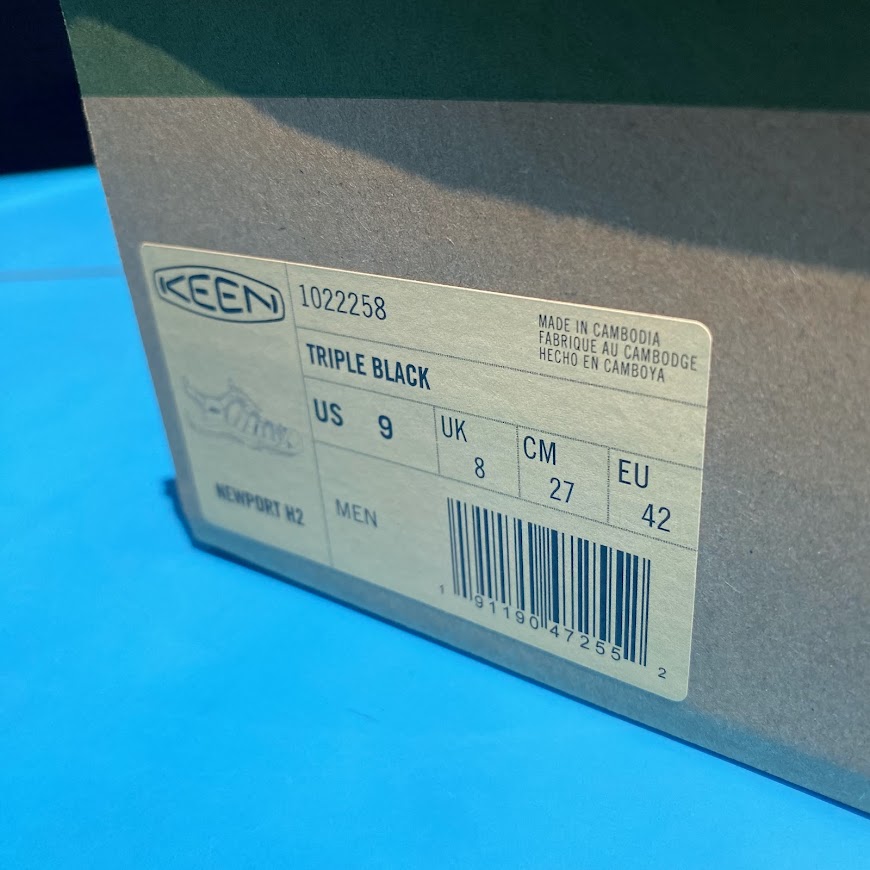 KEEN
1022258
MADE IN CAMBODIA
FABRIQUE AU CAMBODGE
HECHO EN CAMBOYA
TRIPLE BLACK
US 9
UK 8
CM 27
EU 42
NEWPORT H2
MEN
1 91190 47255 2